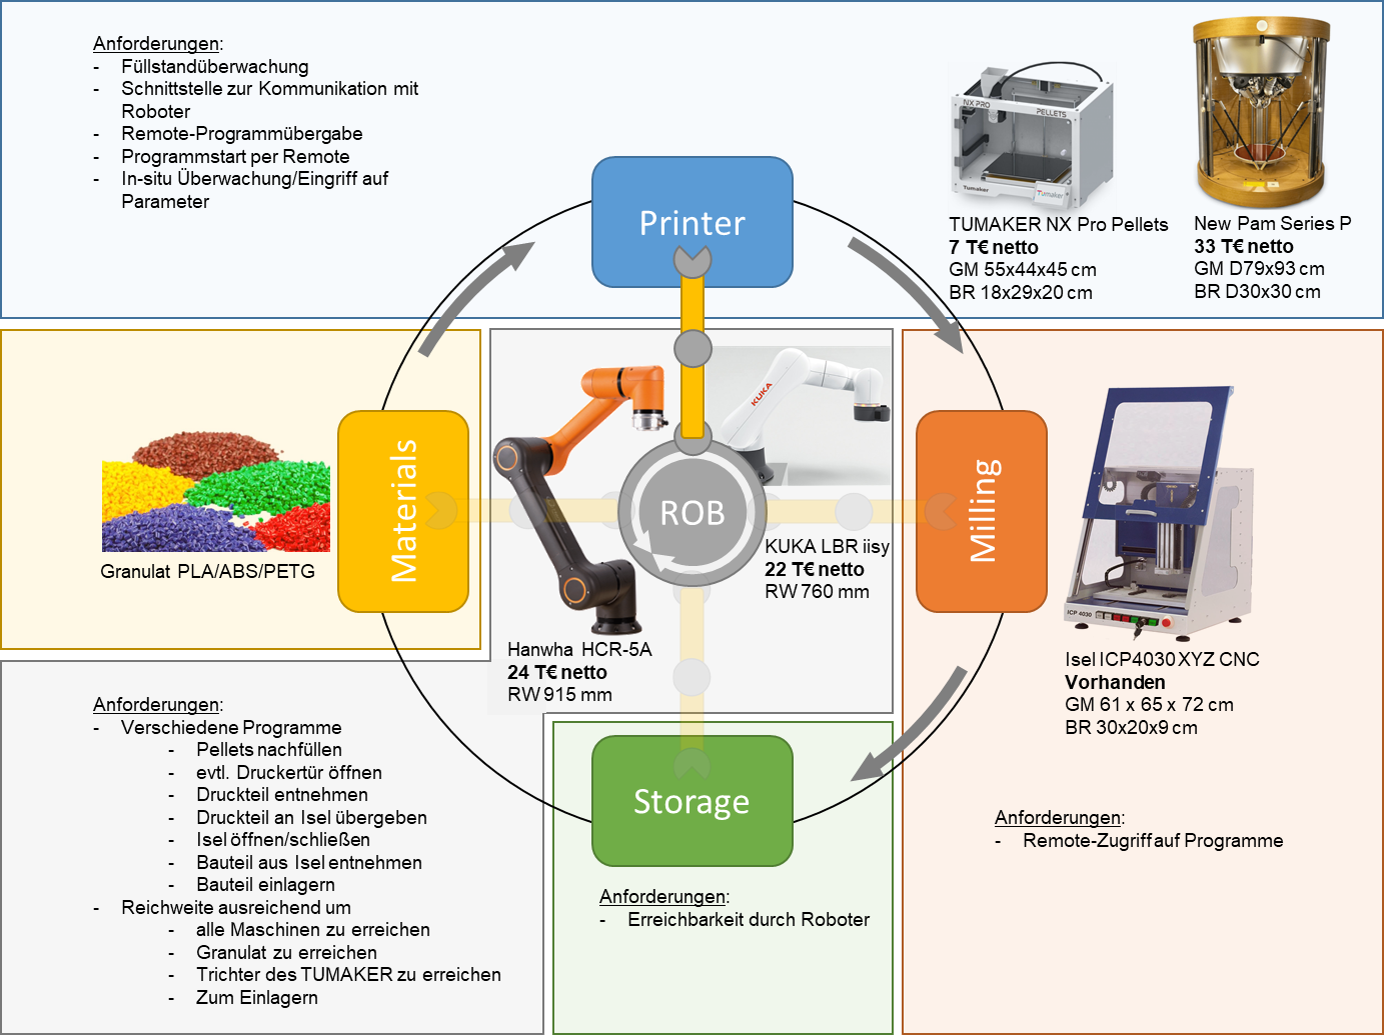 Anforderungen:
- Füllstandüberwachung
- Schnittstelle zur Kommunikation mit
Roboter
- Remote-Programmübergabe
- Programmstart per Remote
- In-situ Überwachung/Eingriff auf
Parameter
Printer
NX PRO
PELLETS
Tumaker
Tumaker
TUMAKER NX Pro Pellets
7 T€ netto
GM 55x44x45 cm
BR 18x29x20 cm
New Pam Series P
33 T€ netto
GM D79x93 cm
BR D30x30 cm
Granulat PLA/ABS/PETG
Materials
ROB
KUKA
Hanwha HCR-5A
24 T€ netto
RW 915 mm
KUKA LBR iisy
22 T€ netto
RW 760 mm
Milling
ICP 4030
Isel ICP4030 XYZ CNC
Vorhanden
GM 61 x 65 x 72 cm
BR 30x20x9 cm
Anforderungen:
- Remote-Zugriff auf Programme
Storage
Anforderungen:
- Erreichbarkeit durch Roboter
Anforderungen:
- Verschiedene Programme
- Pellets nachfüllen
- evtl. Druckertür öffnen
- Druckteil entnehmen
- Druckteil an Isel übergeben
- Isel öffnen/schließen
- Bauteil aus Isel entnehmen
- Bauteil einlagern
- Reichweite ausreichend um
- alle Maschinen zu erreichen
- Granulat zu erreichen
- Trichter des TUMAKER zu erreichen
- Zum Einlagern